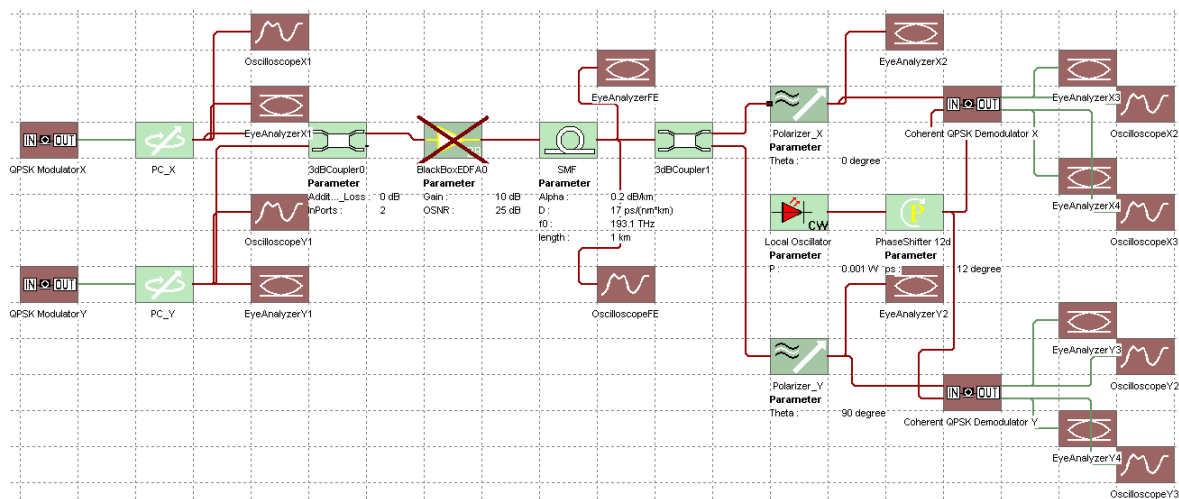 OscilloscopeX1
EyeAnalyzerX2
EyeAnalyzerFE
EyeAnalyzerX3
IN OUT
OscilloscopeX2
EyeAnalyzerX1
Polarizer_X
Parameter
Theta : 0 degree
Coherent QPSK Demodulator X
IN OUT
QPSK ModulatorX
PC_X
3dBCoupler0
Parameter
Addit..._Loss : 0 dB
InPorts : 2
BlackBoxEDFA0
Parameter
Gain : 10 dB
OSNR : 25 dB
SMF
Parameter
Alpha : 0.2 dB/km;
D : 17 ps/(nm*km)
f0 : 193.1 THz
length : 1 km
3dBCoupler1
EyeAnalyzerX4
OscilloscopeX3
CW
Local Oscillator
Parameter
P : 0.001 W
P
PhaseShifter 12d
Parameter
ps : 12 degree
OscilloscopeY1
IN OUT
QPSK ModulatorY
PC_Y
EyeAnalyzerY1
OscilloscopeFE
EyeAnalyzerY2
EyeAnalyzerY3
OscilloscopeY2
Polarizer_Y
Parameter
Theta : 90 degree
IN OUT
Coherent QPSK Demodulator Y
EyeAnalyzerY4
OscilloscopeY3